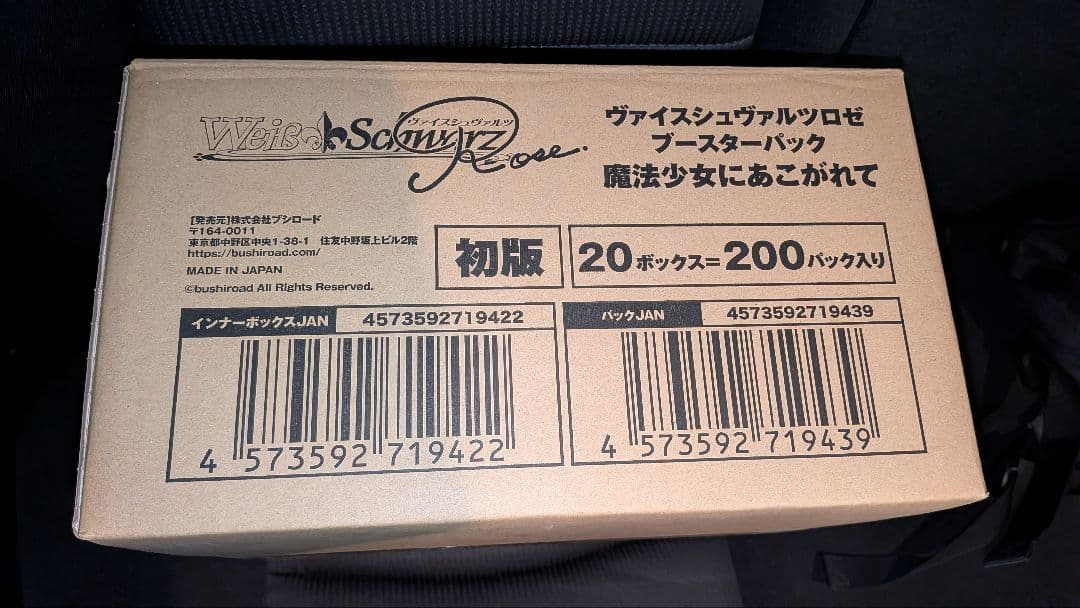 Weiß Schwarz
ヴァイスシュヴァルツ
Rose.
ヴァイスシュヴァルツロゼ
ブースターパック
魔法少女にあこがれて
[発売元]株式会社ブシロード
〒164-0011
東京都中野区中央1-38-1 住友中野坂上ビル2階
https://bushiroad.com/
MADE IN JAPAN
©bushiroad All Rights Reserved.
初版
20ボックス=200パック入り
インナーボックスJAN 4573592719422
4 573592 719422
パックJAN 4573592719439
4 573592 719439